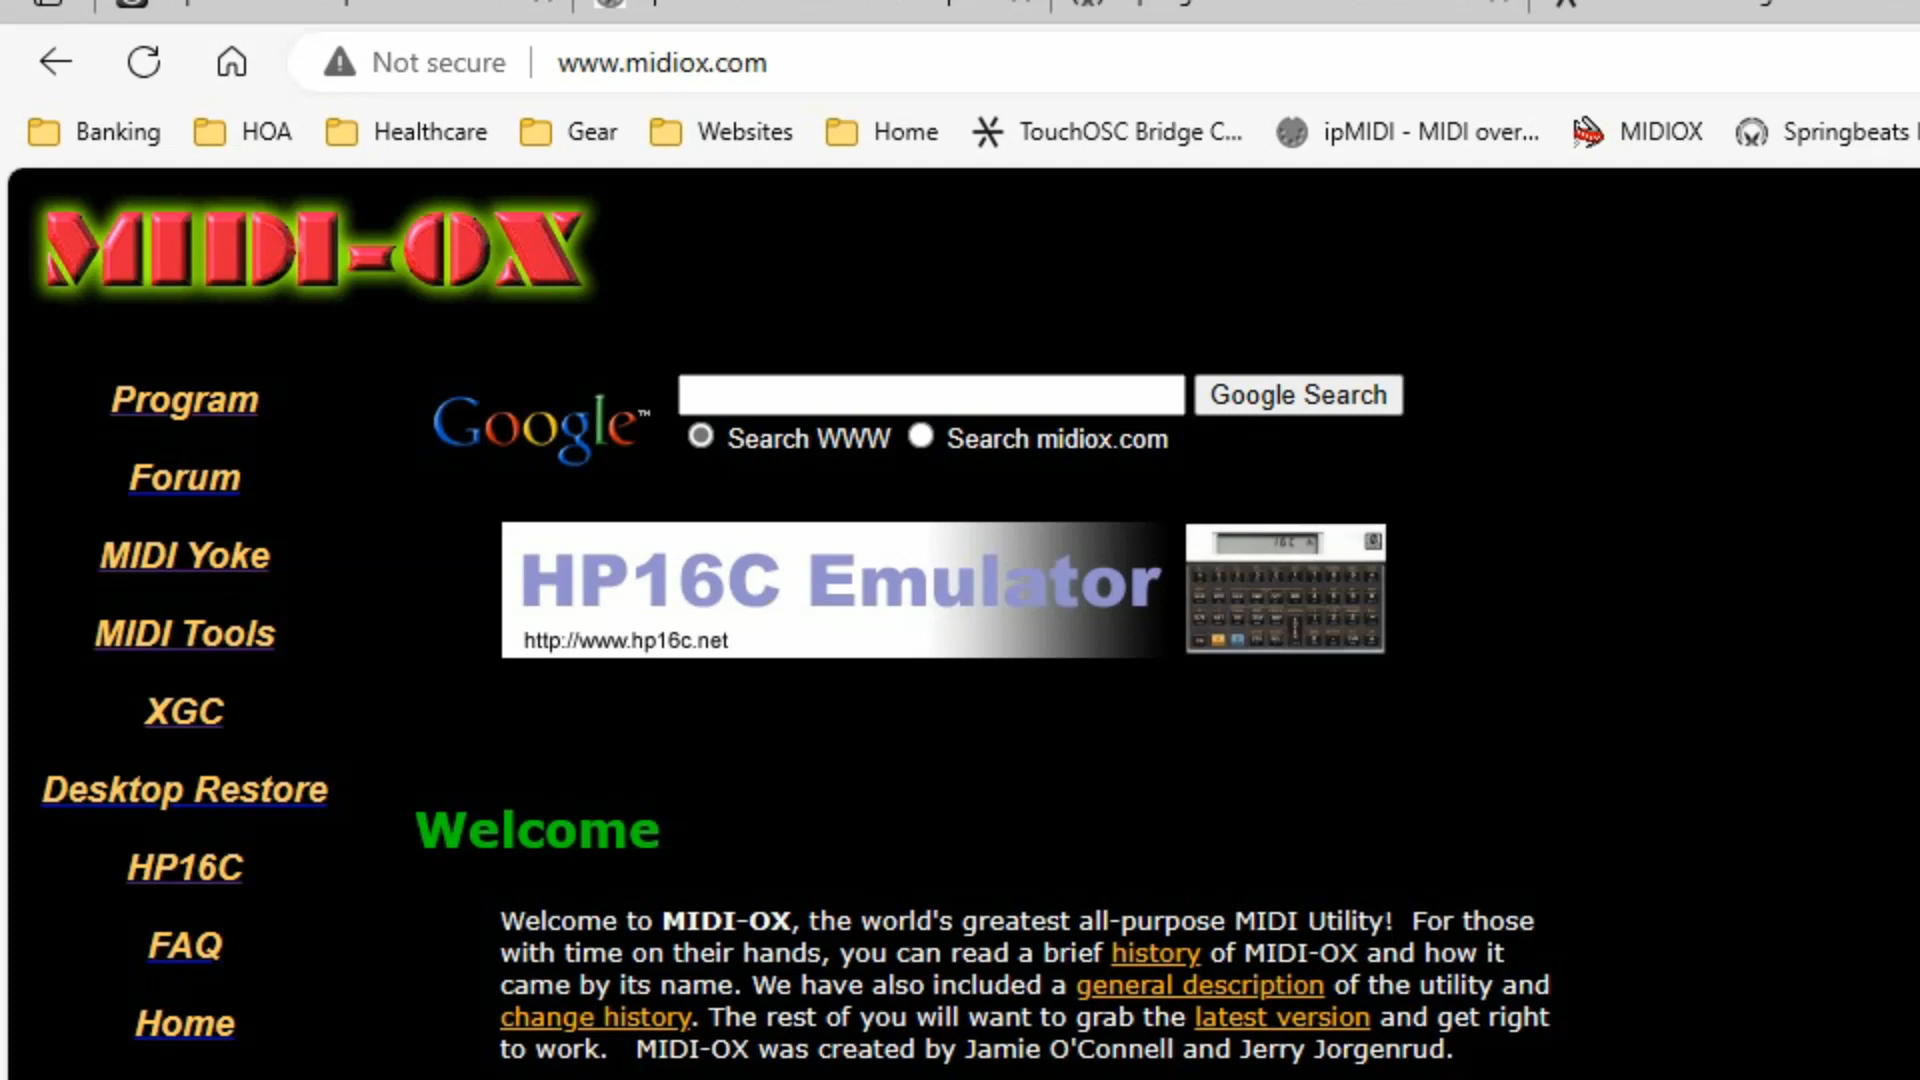 Not secure www.midiox.com
Banking HOA Healthcare Gear Websites Home TouchOSC Bridge C... ipMIDI - MIDI over... MIDIOX Springbeats
MIDI-OX
Google Search
Google™
Search WWW Search midiox.com
Program
Forum
MIDI Yoke
MIDI Tools
XGC
Desktop Restore
HP16C
FAQ
Home
HP16C Emulator
http://www.hp16c.net
Welcome
Welcome to MIDI-OX, the world's greatest all-purpose MIDI Utility! For those
with time on their hands, you can read a brief history of MIDI-OX and how it
came by its name. We have also included a general description of the utility and
change history. The rest of you will want to grab the latest version and get right
to work. MIDI-OX was created by Jamie O'Connell and Jerry Jorgenrud.